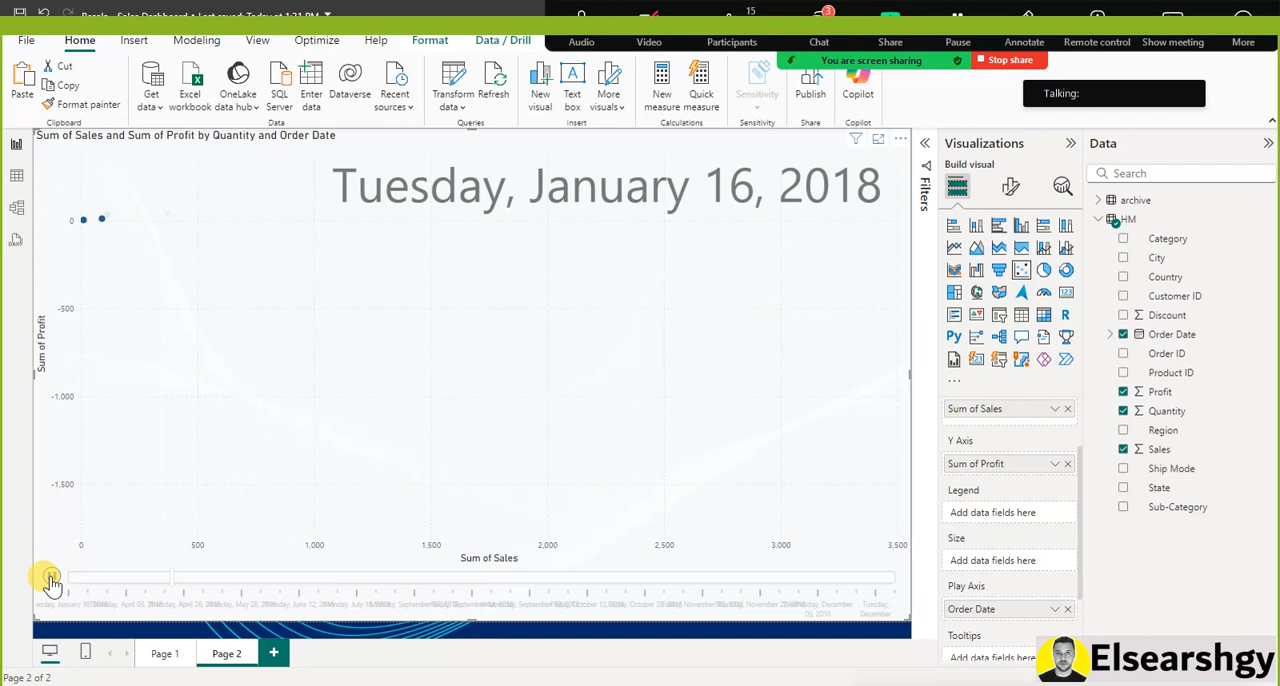 15
3
File Home Insert Modeling View Optimize Help Format Data / Drill
Audio Video Participants Chat Share Pause Annotate Remote control Show meeting More
You are screen sharing Stop share
Talking:
Paste
Cut
Copy
Format painter
Clipboard
Get data
Excel workbook
OneLake data hub
SQL Server
Enter data
Dataverse
Recent sources
Data
Transform data
Refresh
Queries
New visual
Text box
More visuals
Insert
New measure
Quick measure
Calculations
Sensitivity
Sensitivity
Publish
Share
Copilot
Copilot
Sum of Sales and Sum of Profit by Quantity and Order Date
Tuesday, January 16, 2018
0
-500
-1,000
-1,500
Sum of Profit
0 500 1,000 1,500 2,000 2,500 3,000 3,500
Sum of Sales
Filters
Visualizations
Build visual
R
Py
123
Sum of Sales
Y Axis
Sum of Profit
Legend
Add data fields here
Size
Add data fields here
Play Axis
Order Date
Tooltips
Add data fields here
Data
Search
archive
HM
Category
City
Country
Customer ID
Discount
Order Date
Order ID
Product ID
Profit
Quantity
Region
Sales
Ship Mode
State
Sub-Category
Page 1
Page 2
Page 2 of 2
Elsearshgy